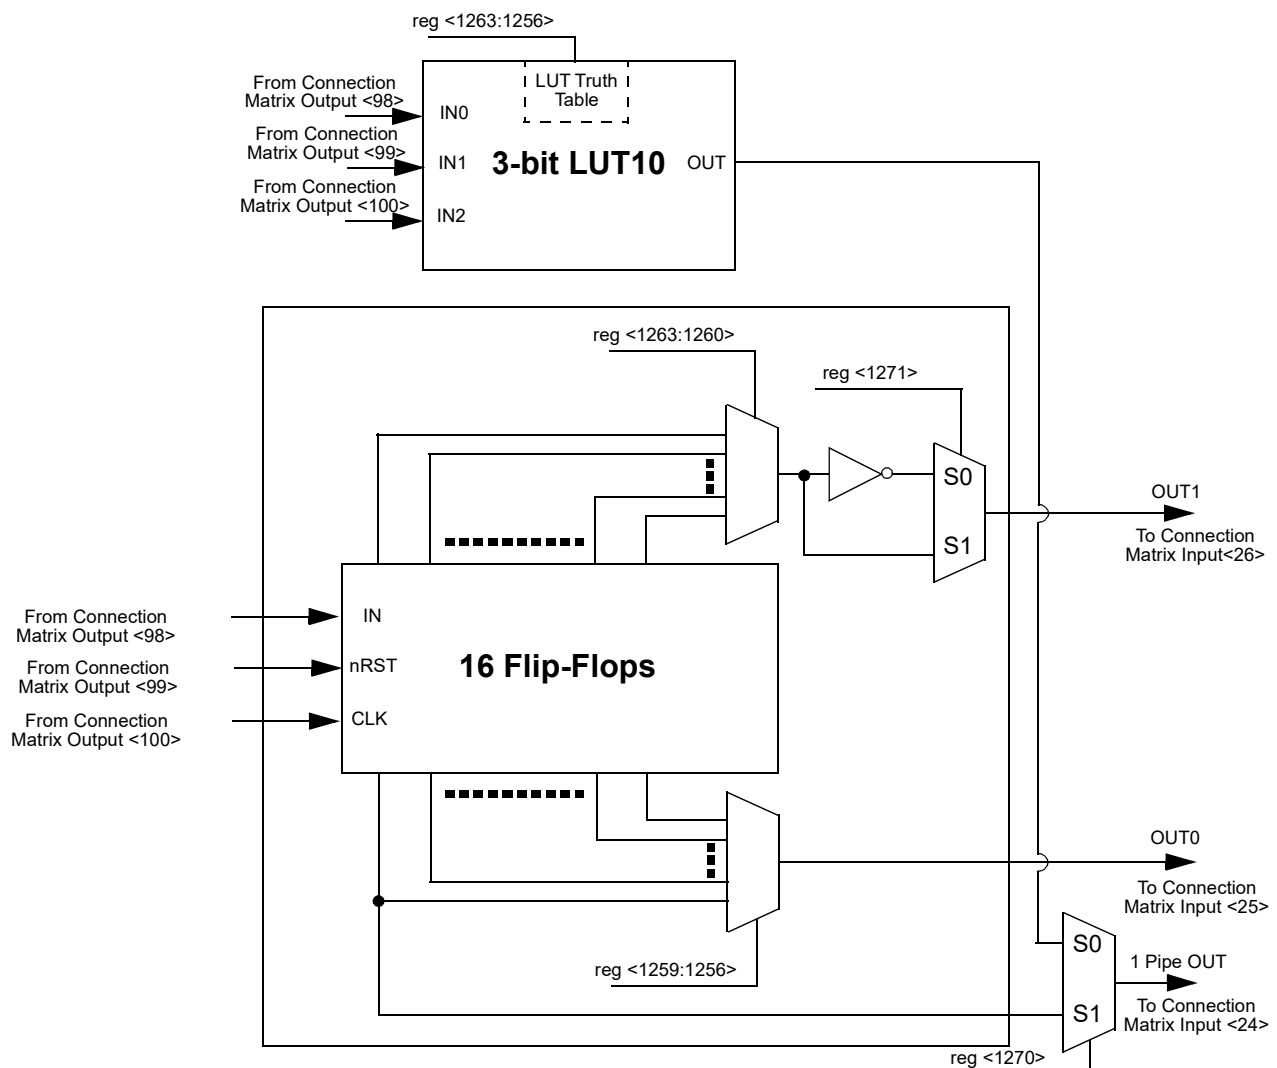 reg <1263:1256>
From Connection
Matrix Output <98>
LUT Truth
Table
IN0
From Connection
Matrix Output <99>
IN1
3-bit LUT10
OUT
From Connection
Matrix Output <100>
IN2
reg <1263:1260>
reg <1271>
S0
OUT1
S1
To Connection
Matrix Input<26>
From Connection
Matrix Output <98>
IN
From Connection
Matrix Output <99>
nRST
16 Flip-Flops
From Connection
Matrix Output <100>
CLK
OUT0
To Connection
Matrix Input <25>
S0
reg <1259:1256>
1 Pipe OUT
S1
To Connection
Matrix Input <24>
reg <1270>